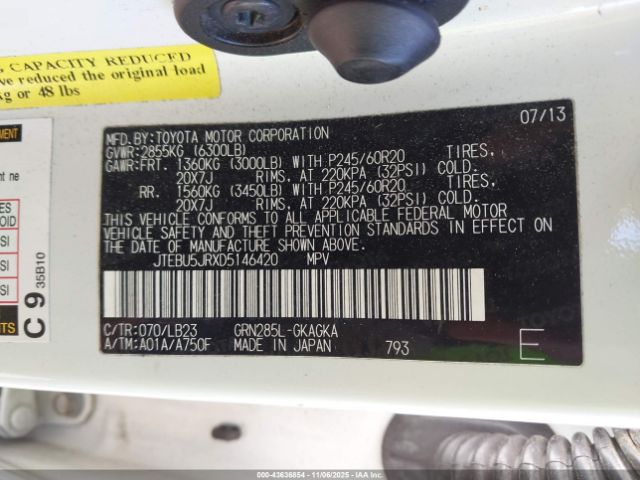 CAPACITY REDUCED
ve reduced the original load
kg or 48 lbs
07/13
MFD. BY: TOYOTA MOTOR CORPORATION
GVWR: 2855KG (6300LB)
GAWR: FRT. 1360KG (3000LB) WITH P245/60R20 TIRES,
20X7J RIMS, AT 220KPA (32PSI) COLD:
RR. 1560KG (3450LB) WITH P245/60R20 TIRES,
20X7J RIMS, AT 220KPA (32PSI) COLD:
THIS VEHICLE CONFORMS TO ALL APPLICABLE FEDERAL MOTOR
VEHICLE SAFETY AND THEFT PREVENTION STANDARDS IN EFFECT ON
THE DATE OF MANUFACTURE SHOWN ABOVE.
JTEBU5JRXD5146420 MPV
C/TR: 070/LB23 GRN285L-GKAGKA
A/TM: A01A/A750F MADE IN JAPAN 793 E
C 9 35B10
000-43636854 | 11/06/2025 - IAA Inc.